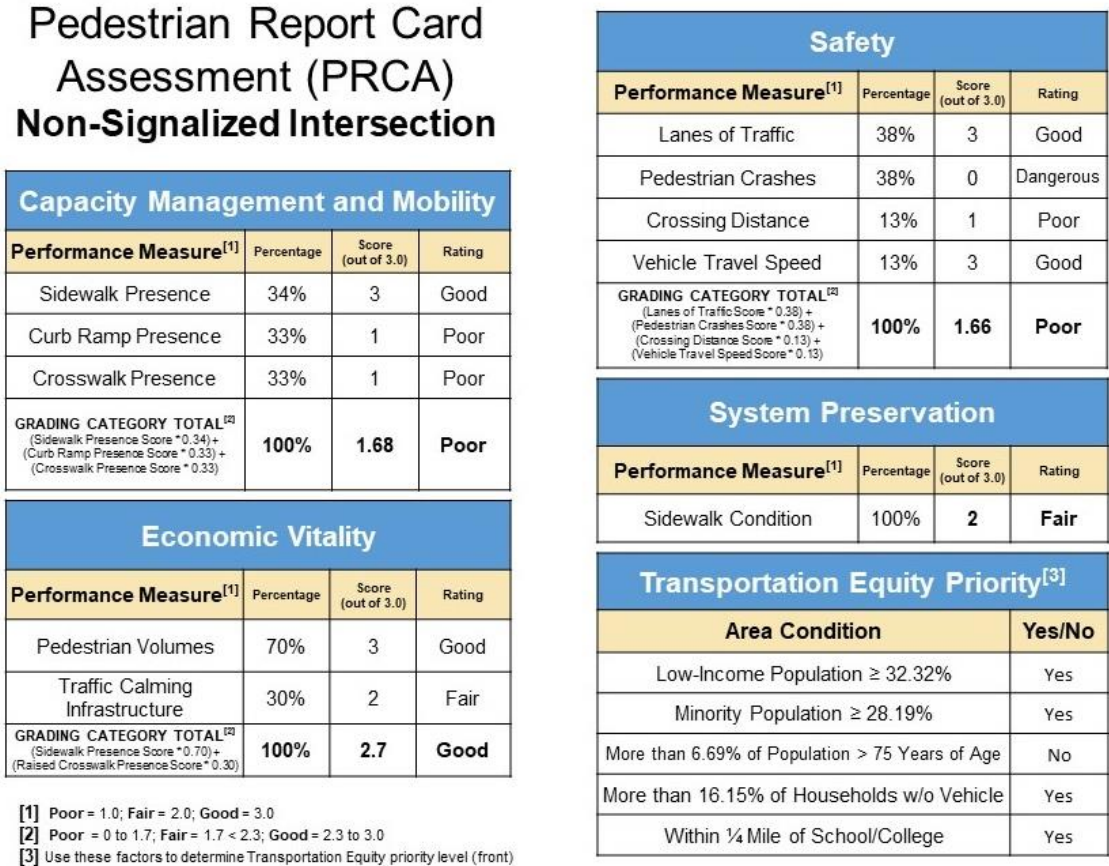 Pedestrian Report Card
Assessment (PRCA)
Non-Signalized Intersection
Capacity Management and Mobility
Performance Measure[1] Percentage Score (out of 3.0) Rating
Sidewalk Presence 34% 3 Good
Curb Ramp Presence 33% 1 Poor
Crosswalk Presence 33% 1 Poor
GRADING CATEGORY TOTAL[2]
(Sidewalk Presence Score * 0.34) +
(Curb Ramp Presence Score * 0.33) +
(Crosswalk Presence Score * 0.33)
100% 1.68 Poor
Economic Vitality
Performance Measure[1] Percentage Score (out of 3.0) Rating
Pedestrian Volumes 70% 3 Good
Traffic Calming
Infrastructure 30% 2 Fair
GRADING CATEGORY TOTAL[2]
(Sidewalk Presence Score * 0.70) +
(Raised Crosswalk Presence Score * 0.30)
100% 2.7 Good
[1] Poor = 1.0; Fair = 2.0; Good = 3.0
[2] Poor = 0 to 1.7; Fair = 1.7 < 2.3; Good = 2.3 to 3.0
[3] Use these factors to determine Transportation Equity priority level (front)
Safety
Performance Measure[1] Percentage Score (out of 3.0) Rating
Lanes of Traffic 38% 3 Good
Pedestrian Crashes 38% 0 Dangerous
Crossing Distance 13% 1 Poor
Vehicle Travel Speed 13% 3 Good
GRADING CATEGORY TOTAL[2]
(Lanes of Traffic Score * 0.38) +
(Pedestrian Crashes Score * 0.38) +
(Crossing Distance Score * 0.13) +
(Vehicle Travel Speed Score * 0.13)
100% 1.66 Poor
System Preservation
Performance Measure[1] Percentage Score (out of 3.0) Rating
Sidewalk Condition 100% 2 Fair
Transportation Equity Priority[3]
Area Condition Yes/No
Low-Income Population ≥ 32.32% Yes
Minority Population ≥ 28.19% Yes
More than 6.69% of Population > 75 Years of Age No
More than 16.15% of Households w/o Vehicle Yes
Within ¼ Mile of School/College Yes